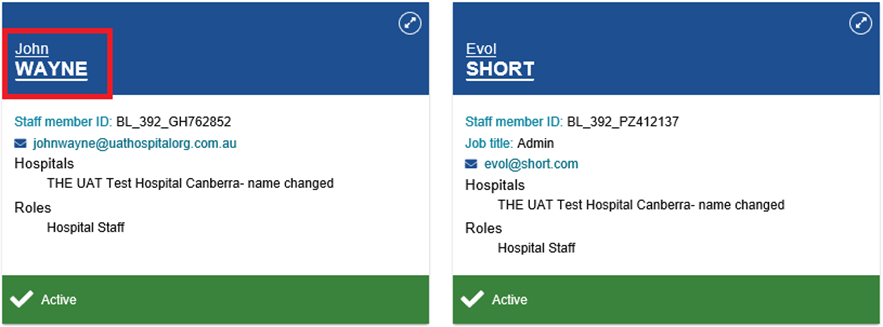 John
WAYNE
Staff member ID: BL_392_GH762852
johnwayne@uathospitalorg.com.au
Hospitals
THE UAT Test Hospital Canberra- name changed
Roles
Hospital Staff
Active
Evol
SHORT
Staff member ID: BL_392_PZ412137
Job title: Admin
evol@short.com
Hospitals
THE UAT Test Hospital Canberra- name changed
Roles
Hospital Staff
Active